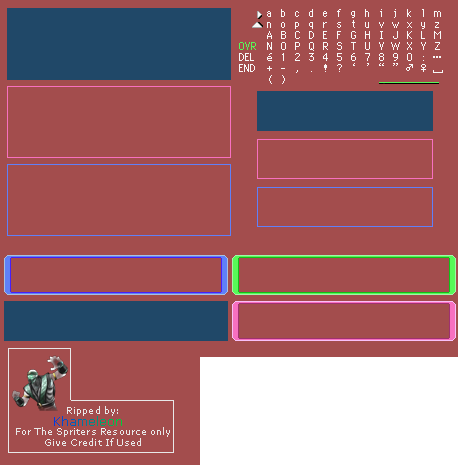 a b c d e f g h i j k l m
n o p q r s t u v w x y z
A B C D E F G H I J K L M
OVR N O P Q R S T U V W X Y Z
DEL é 1 2 3 4 5 6 7 8 9 0 : …
END + - , . ! ? ‘ ’ “ ” ♂ ♀ ⎵
( )
Ripped by:
For The Spriters Resource only
Give Credit If Used